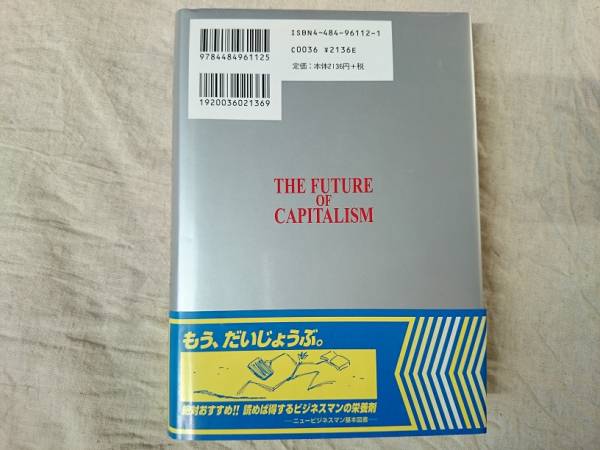 ISBN4-484-96112-1
C0036 ¥2136E
定価:本体2136円+税
9784484961125
1920036021369
THE FUTURE
OF
CAPITALISM
もう、だいじょうぶ。
絶対おすすめ!! 読めば得するビジネスマンの栄養剤
—ニュービジネスマン基本図書—